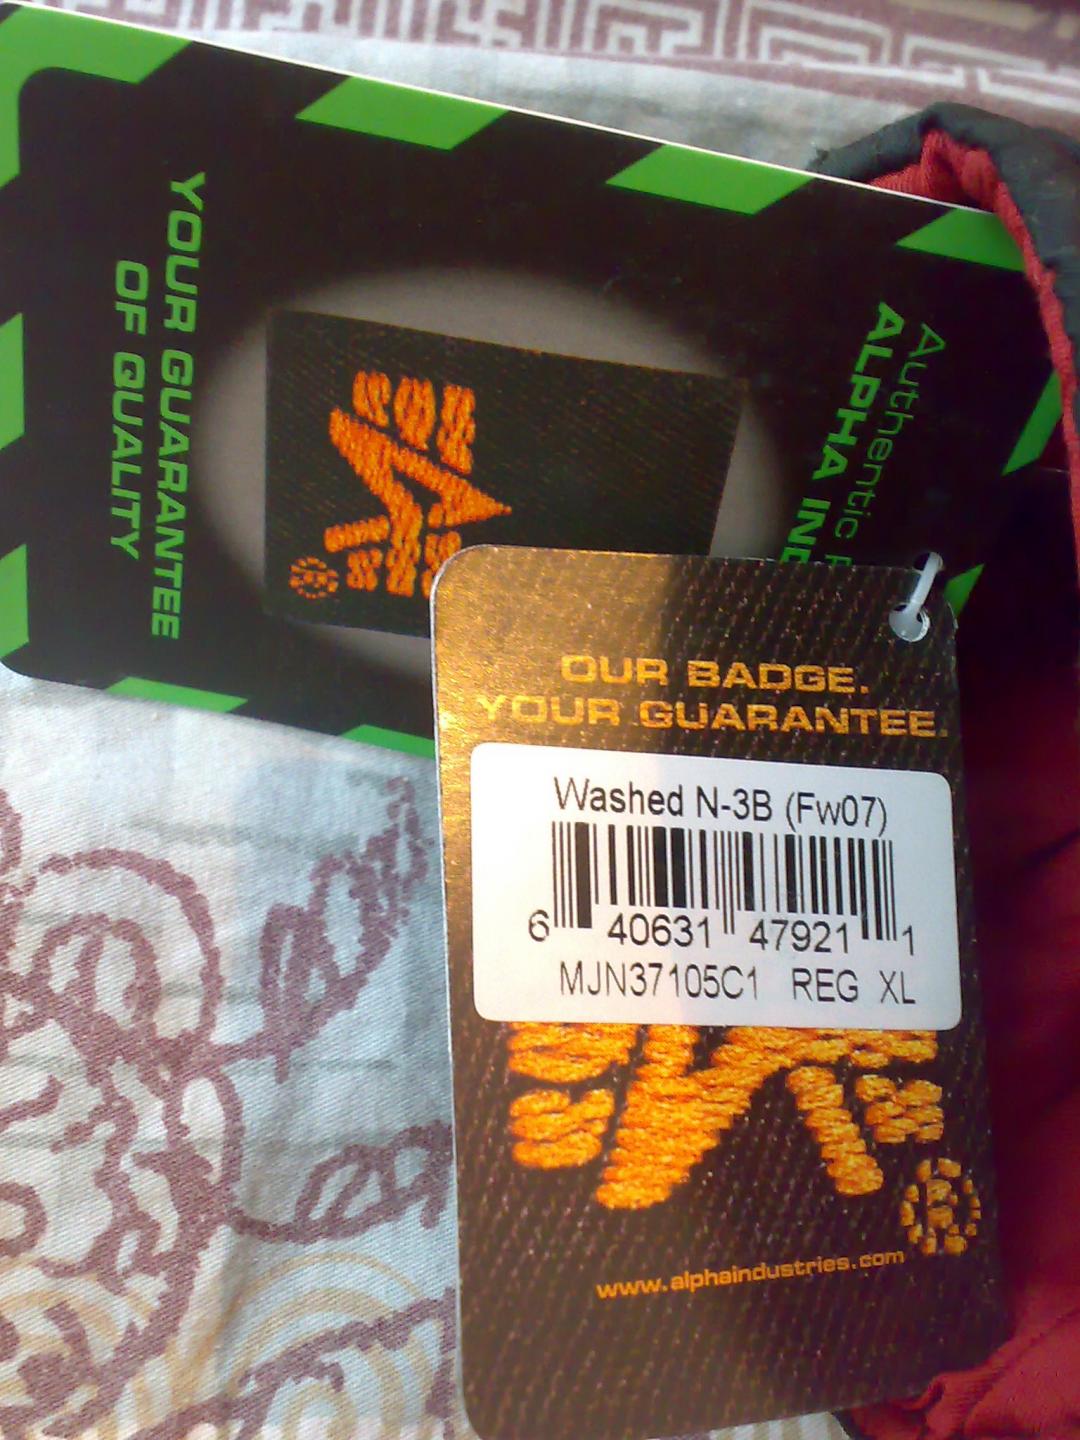 YOUR GUARANTEE
OF QUALITY
Authentic
ALPHA
OUR BADGE.
YOUR GUARANTEE.
Washed N-3B (Fw07)
6 40631 47921 1
MJN37105C1 REG XL
www.alphaindustries.com